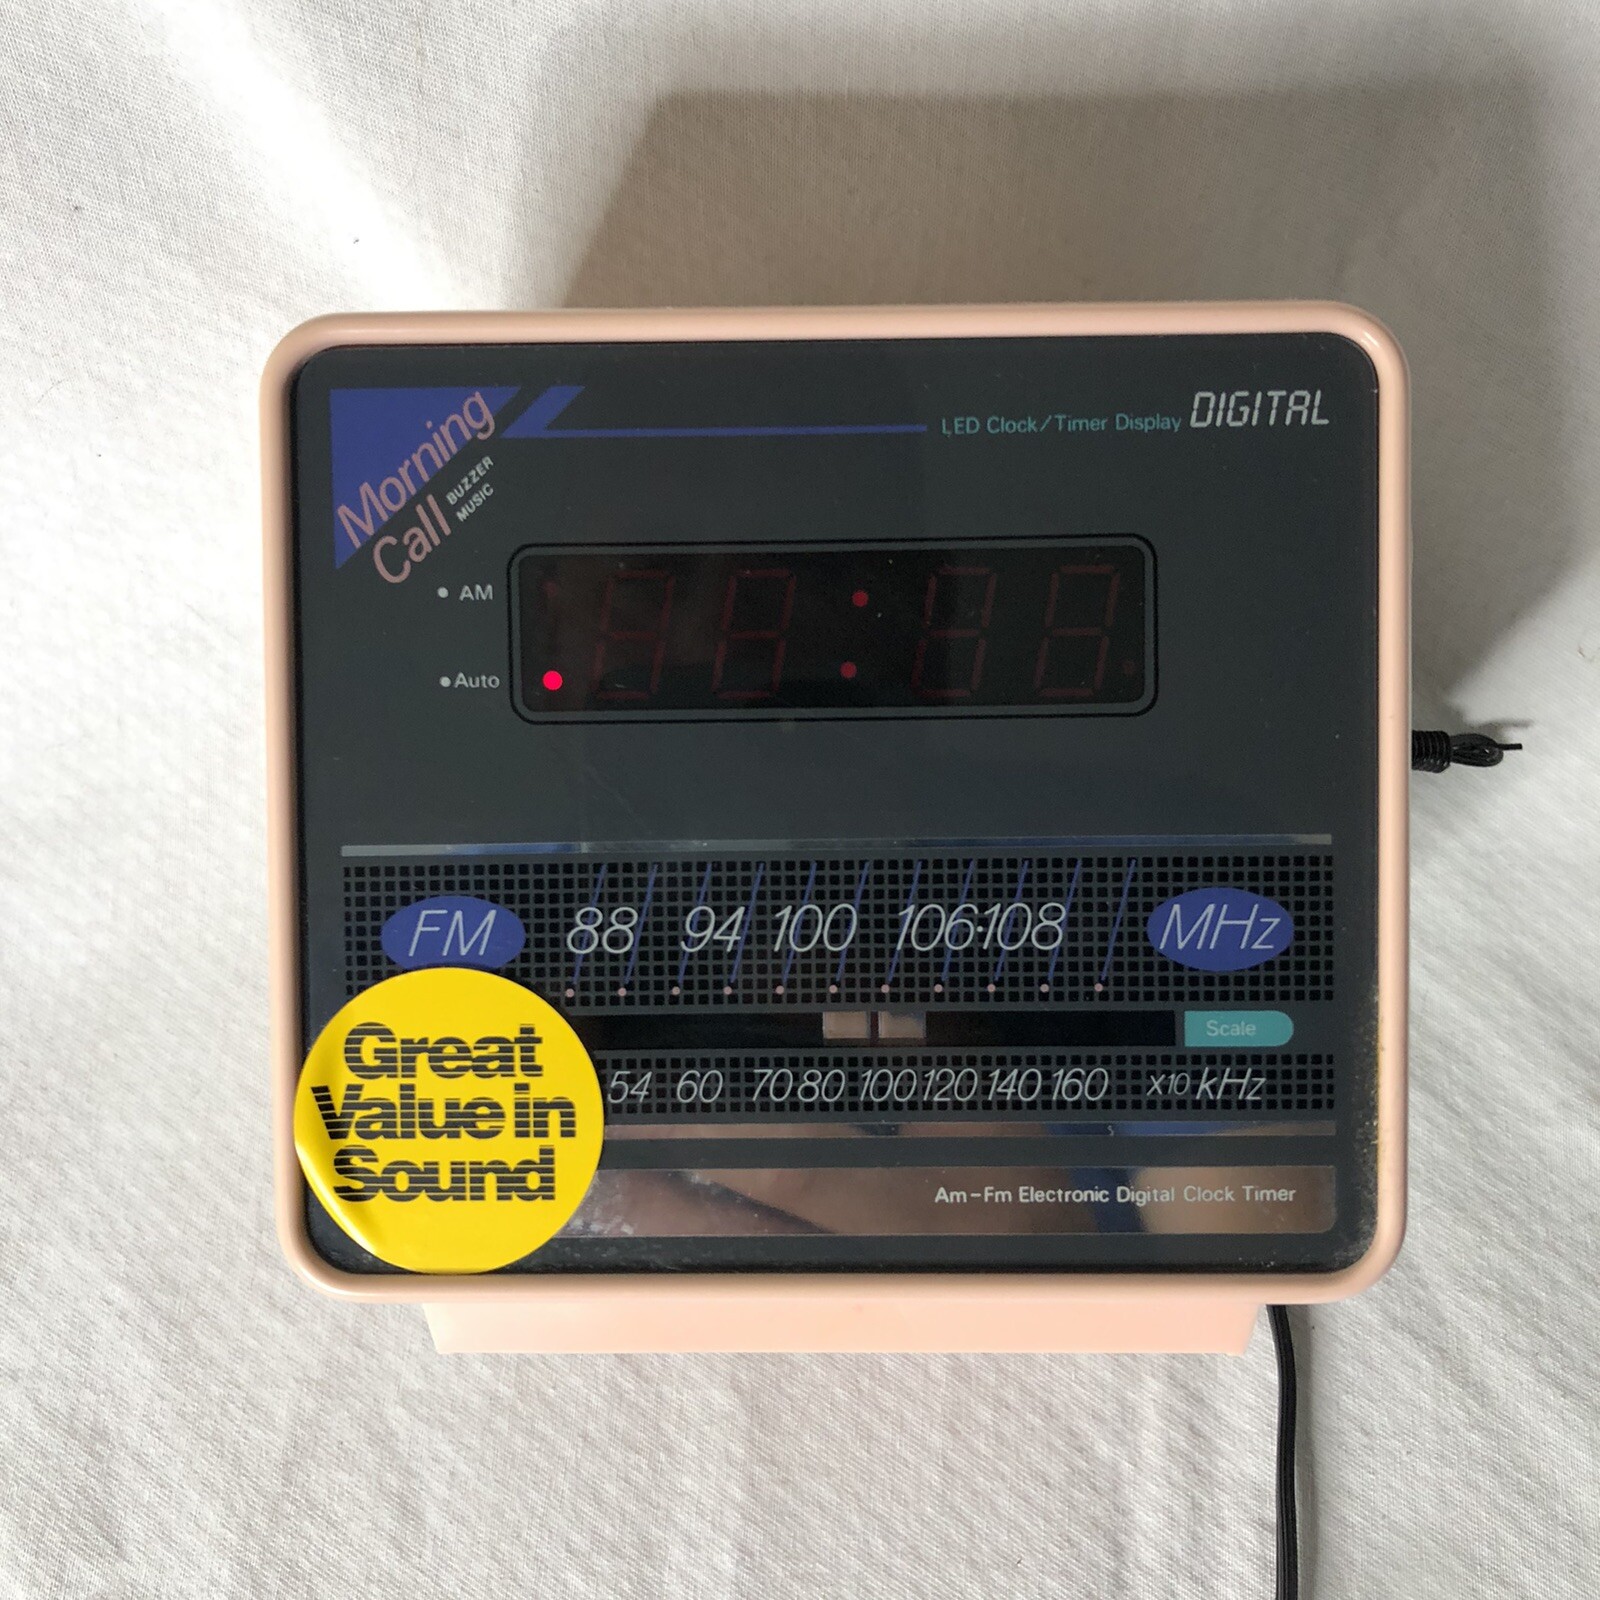 Morning
Call
BUZZER
MUSIC
LED Clock/Timer Display DIGITAL
AM
Auto
FM 88 94 100 106·108 MHz
Scale
54 60 70 80 100 120 140 160 x10 kHz
Great
Value in
Sound
Am-Fm Electronic Digital Clock Timer